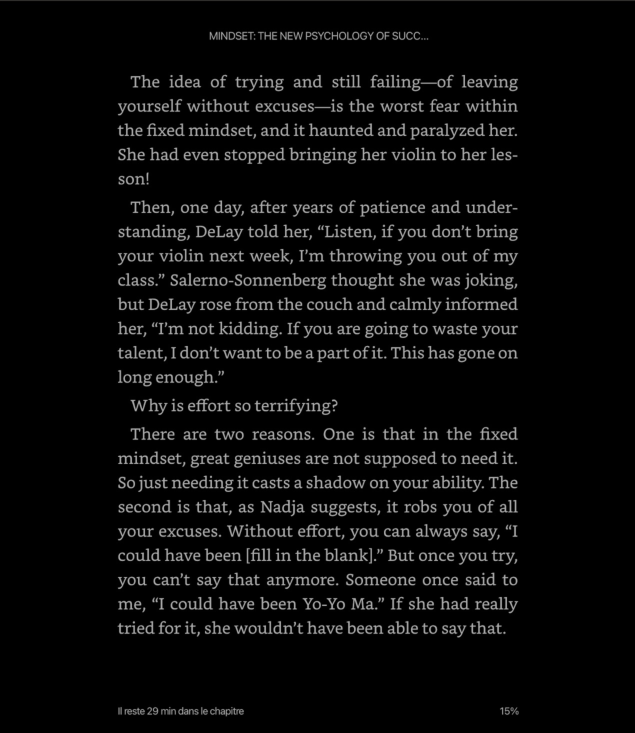 MINDSET: THE NEW PSYCHOLOGY OF SUCC...
The idea of trying and still failing—of leaving
yourself without excuses—is the worst fear within
the fixed mindset, and it haunted and paralyzed her.
She had even stopped bringing her violin to her les-
son!
Then, one day, after years of patience and under-
standing, DeLay told her, “Listen, if you don’t bring
your violin next week, I’m throwing you out of my
class.” Salerno-Sonnenberg thought she was joking,
but DeLay rose from the couch and calmly informed
her, “I’m not kidding. If you are going to waste your
talent, I don’t want to be a part of it. This has gone on
long enough.”
Why is effort so terrifying?
There are two reasons. One is that in the fixed
mindset, great geniuses are not supposed to need it.
So just needing it casts a shadow on your ability. The
second is that, as Nadja suggests, it robs you of all
your excuses. Without effort, you can always say, “I
could have been [fill in the blank].” But once you try,
you can’t say that anymore. Someone once said to
me, “I could have been Yo-Yo Ma.” If she had really
tried for it, she wouldn’t have been able to say that.
Il reste 29 min dans le chapitre 15%